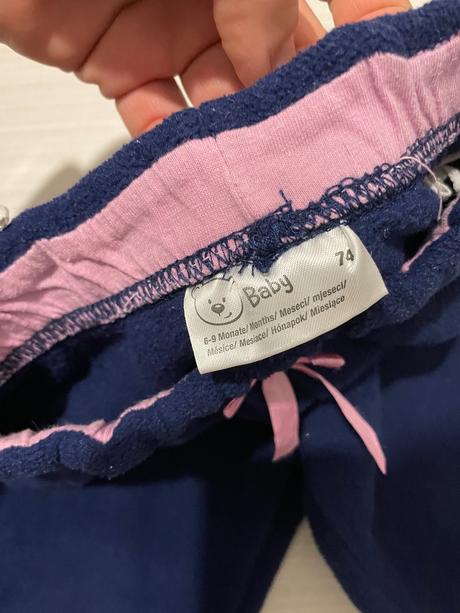 Baby
74
6-9 Monate/Months/ Meseci/ mjeseci/
Měsíce/ Mesiace/ Hónapok/ Miesiące